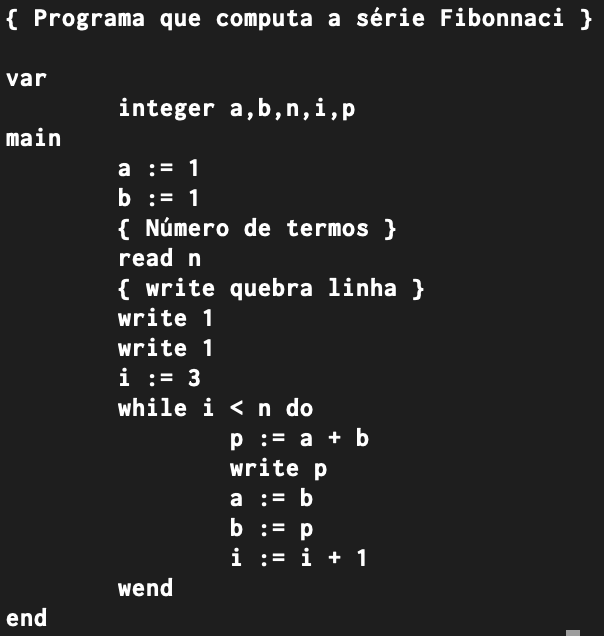 { Programa que computa a série Fibonnaci }
var
integer a,b,n,i,p
main
a := 1
b := 1
{ Número de termos }
read n
{ write quebra linha }
write 1
write 1
i := 3
while i < n do
p := a + b
write p
a := b
b := p
i := i + 1
wend
end